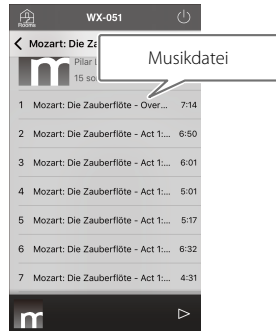 Rooms WX-051
Mozart: Die Za
Musikdatei
m Pilar
15 so
1 Mozart: Die Zauberflöte - Over... 7:14
2 Mozart: Die Zauberflöte - Act 1:... 6:50
3 Mozart: Die Zauberflöte - Act 1:... 6:01
4 Mozart: Die Zauberflöte - Act 1:... 5:01
5 Mozart: Die Zauberflöte - Act 1:... 5:17
6 Mozart: Die Zauberflöte - Act 1:... 6:32
7 Mozart: Die Zauberflöte - Act 1:... 4:31
m